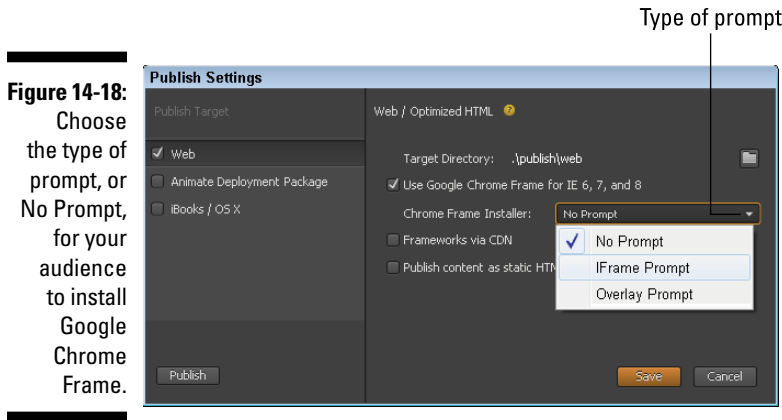 Type of prompt
Figure 14-18:
Choose
the type of
prompt, or
No Prompt,
for your
audience
to install
Google
Chrome
Frame.
Publish Settings
Publish Target
Web
Animate Deployment Package
iBooks / OS X
Publish
Web / Optimized HTML ?
Target Directory: .\publish\web
Use Google Chrome Frame for IE 6, 7, and 8
Chrome Frame Installer: No Prompt
Frameworks via CDN
Publish content as static HTM
No Prompt
IFrame Prompt
Overlay Prompt
Save
Cancel